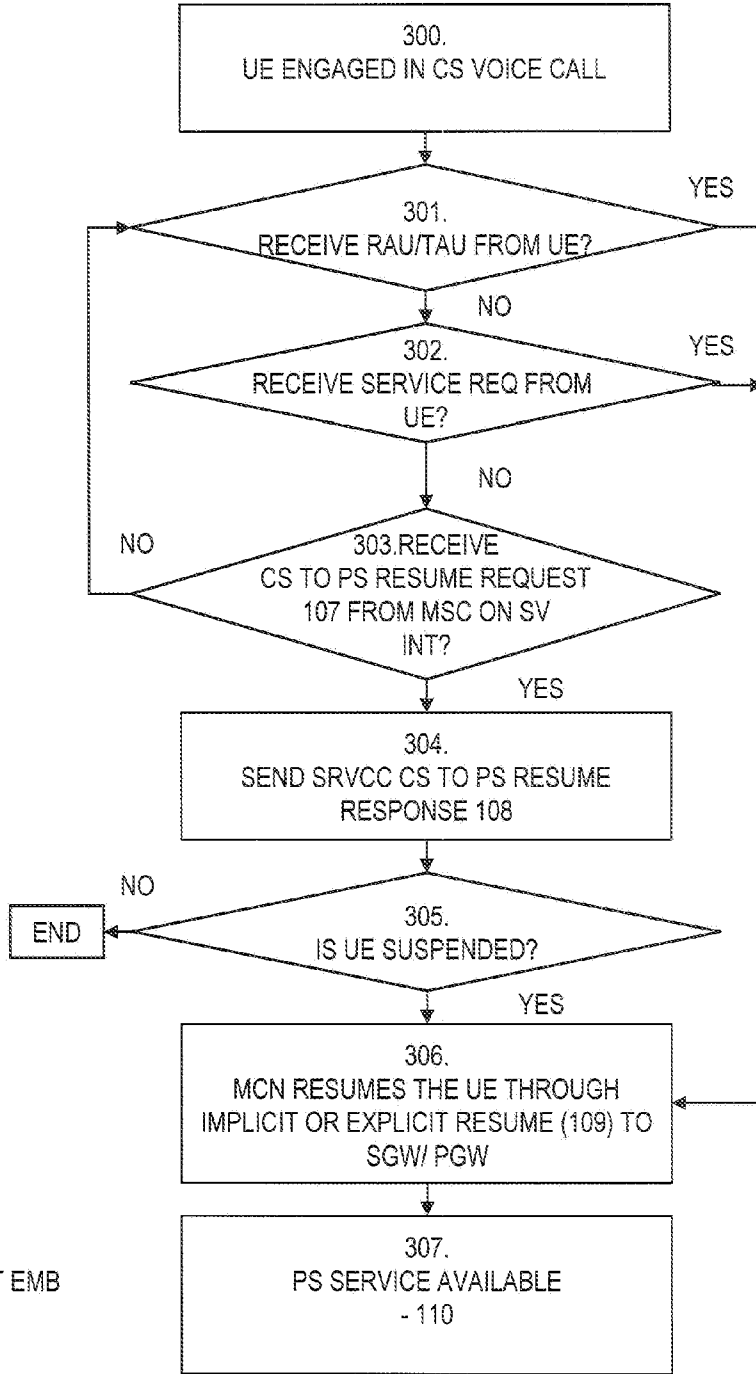 300.
UE ENGAGED IN CS VOICE CALL
YES
301.
RECEIVE RAU/TAU FROM UE?
NO
302.
RECEIVE SERVICE REQ FROM
UE?
YES
NO
NO
303.RECEIVE
CS TO PS RESUME REQUEST
107 FROM MSC ON SV
INT?
YES
304.
SEND SRVCC CS TO PS RESUME
RESPONSE 108
NO
END
305.
IS UE SUSPENDED?
YES
306.
MCN RESUMES THE UE THROUGH
IMPLICIT OR EXPLICIT RESUME (109) TO
SGW/ PGW
307.
PS SERVICE AVAILABLE
- 110
EMB